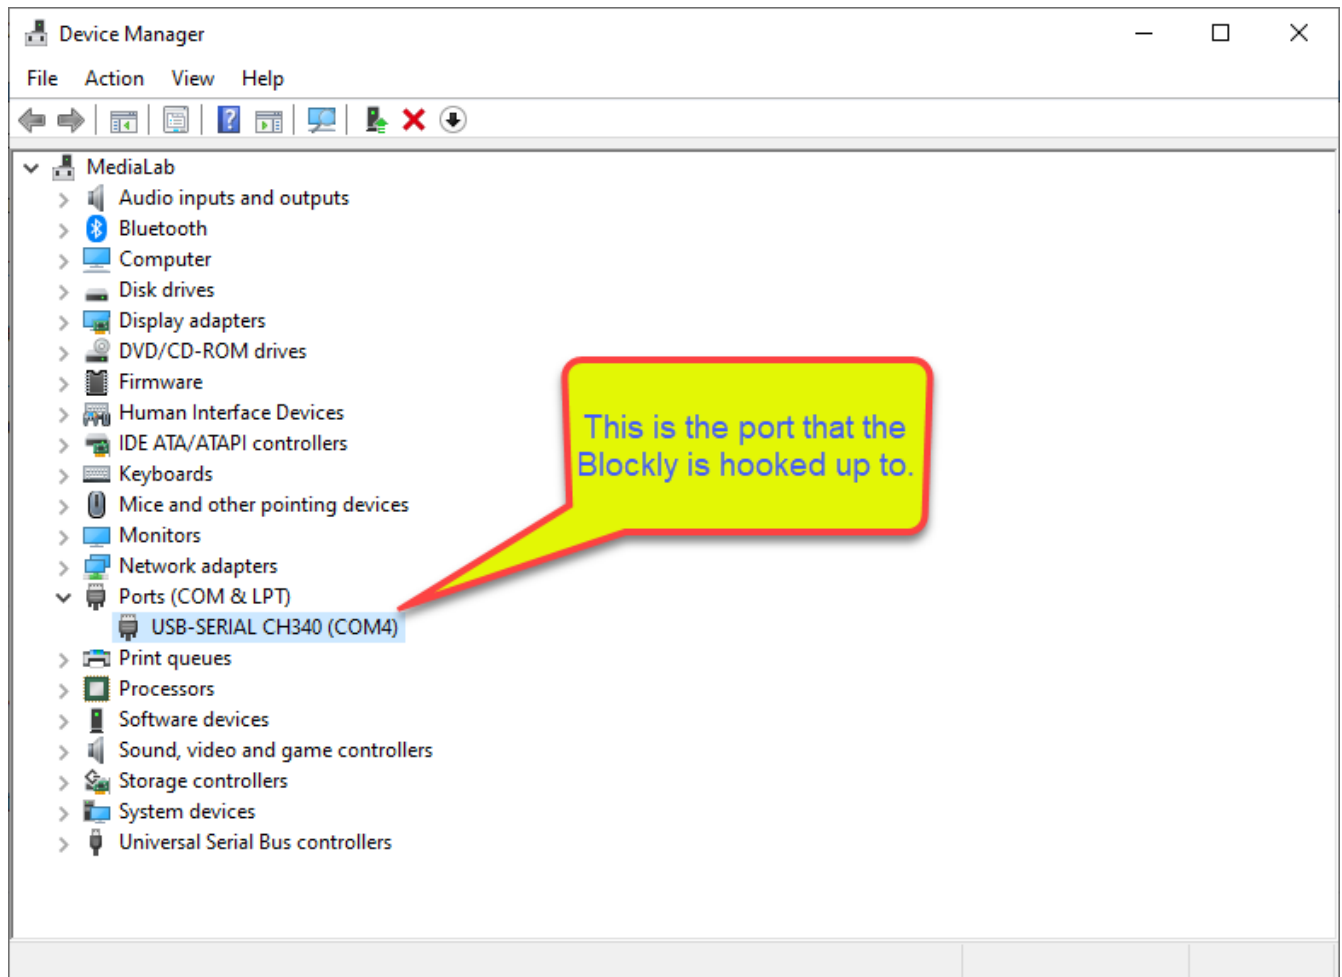 Device Manager
File Action View Help
MediaLab
Audio inputs and outputs
Bluetooth
Computer
Disk drives
Display adapters
DVD/CD-ROM drives
Firmware
Human Interface Devices
IDE ATA/ATAPI controllers
Keyboards
Mice and other pointing devices
Monitors
Network adapters
Ports (COM & LPT)
USB-SERIAL CH340 (COM4)
Print queues
Processors
Software devices
Sound, video and game controllers
Storage controllers
System devices
Universal Serial Bus controllers
This is the port that the
Blockly is hooked up to.